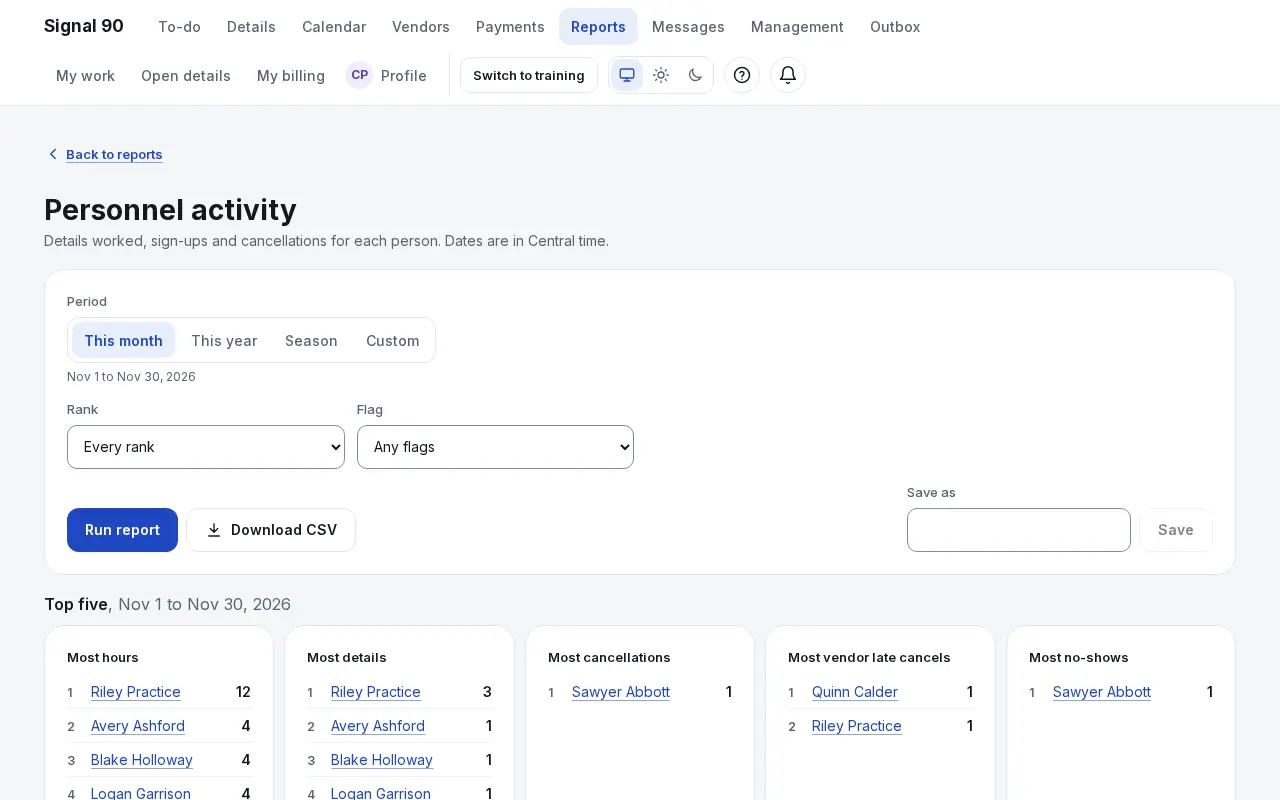 Signal 90 To-do Details Calendar Vendors Payments Reports Messages Management Outbox
My work Open details My billing CP Profile Switch to training
Back to reports
Personnel activity
Details worked, sign-ups and cancellations for each person. Dates are in Central time.
Period
This month This year Season Custom
Nov 1 to Nov 30, 2026
Rank Flag
Every rank Any flags
Save as
Run report Download CSV Save
Top five, Nov 1 to Nov 30, 2026
Most hours
1 Riley Practice 12
2 Avery Ashford 4
3 Blake Holloway 4
4 Logan Garrison 4
Most details
1 Riley Practice 3
2 Avery Ashford 1
3 Blake Holloway 1
4 Logan Garrison 1
Most cancellations
1 Sawyer Abbott 1
Most vendor late cancels
1 Quinn Calder 1
2 Riley Practice 1
Most no-shows
1 Sawyer Abbott 1